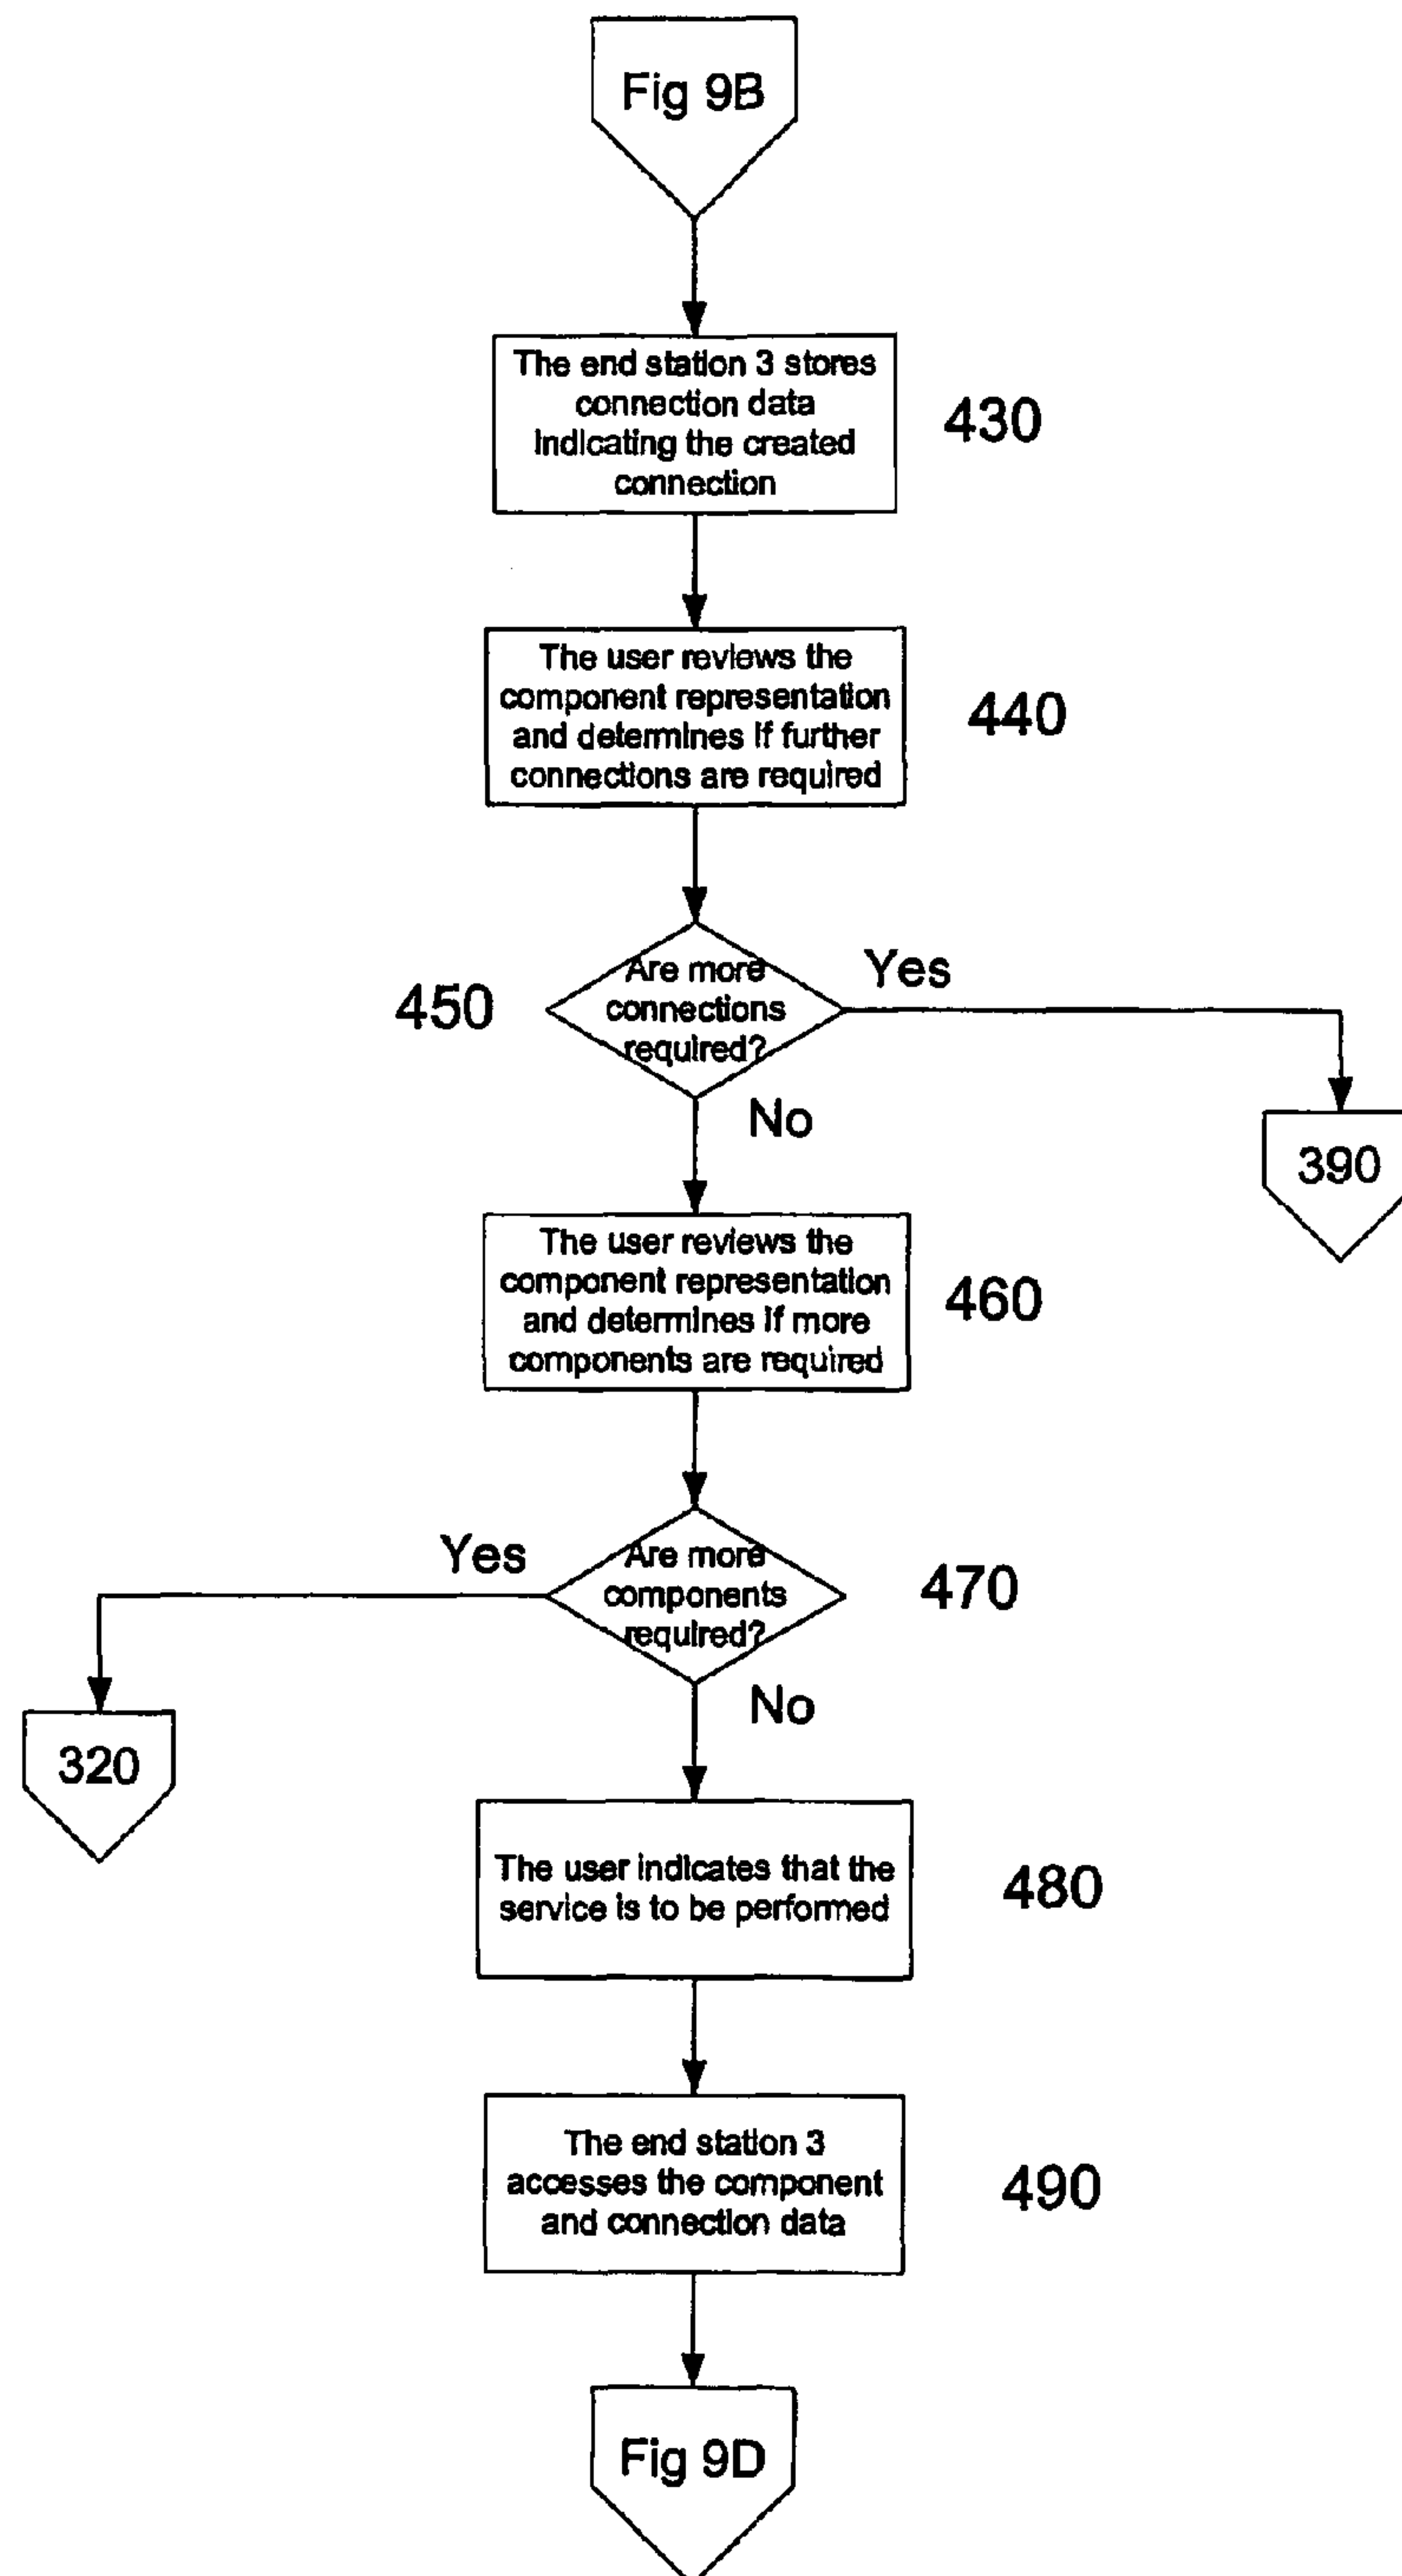 Fig 9B
The end station 3 stores
connection data
indicating the created
connection
430
The user reviews the
component representation
and determines if further
connections are required
440
450
Are more
connections
required?
Yes
No
390
The user reviews the
component representation
and determines if more
components are required
460
Yes
Are more
components
required?
470
No
320
The user indicates that the
service is to be performed
480
The end station 3
accesses the component
and connection data
490
Fig 9D